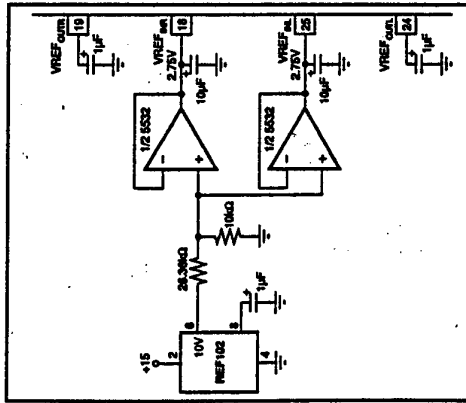 19
VREF OUTR
+
1µF
18
VREF INR
2.75V
+
10µF
1/2 5532
−
+
25
VREF INL
2.75V
+
10µF
1/2 5532
−
+
24
VREF OUTL
+
1µF
26.36kΩ
10kΩ
+15
2
10V
6
REF102
8
+
1µF
4